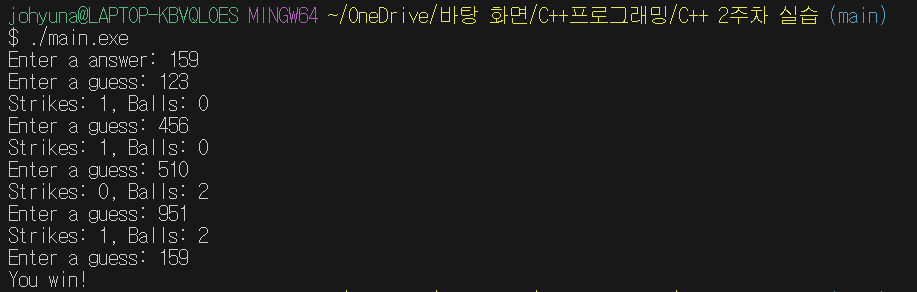 johyuna@LAPTOP-KBVQLOES MINGW64 ~/OneDrive/바탕 화면/C++프로그래밍/C++ 2주차 실습 (main)
$ ./main.exe
Enter a answer: 159
Enter a guess: 123
Strikes: 1, Balls: 0
Enter a guess: 456
Strikes: 1, Balls: 0
Enter a guess: 510
Strikes: 0, Balls: 2
Enter a guess: 951
Strikes: 1, Balls: 2
Enter a guess: 159
You win!